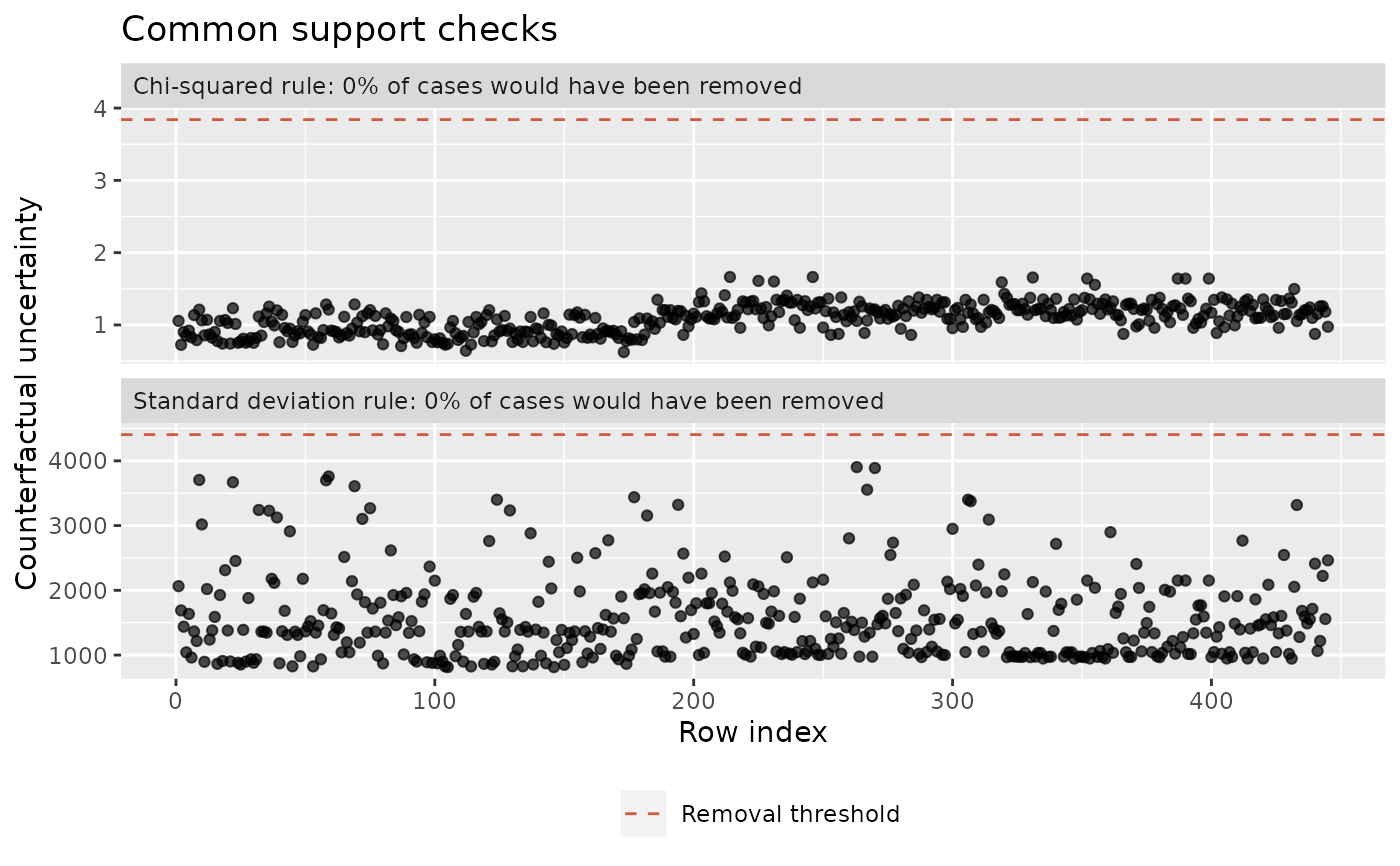 Common support checks
Chi-squared rule: 0% of cases would have been removed
4
3
2
1
Standard deviation rule: 0% of cases would have been removed
4000
3000
2000
1000
0 100 200 300 400
Counterfactual uncertainty
Row index
Removal threshold